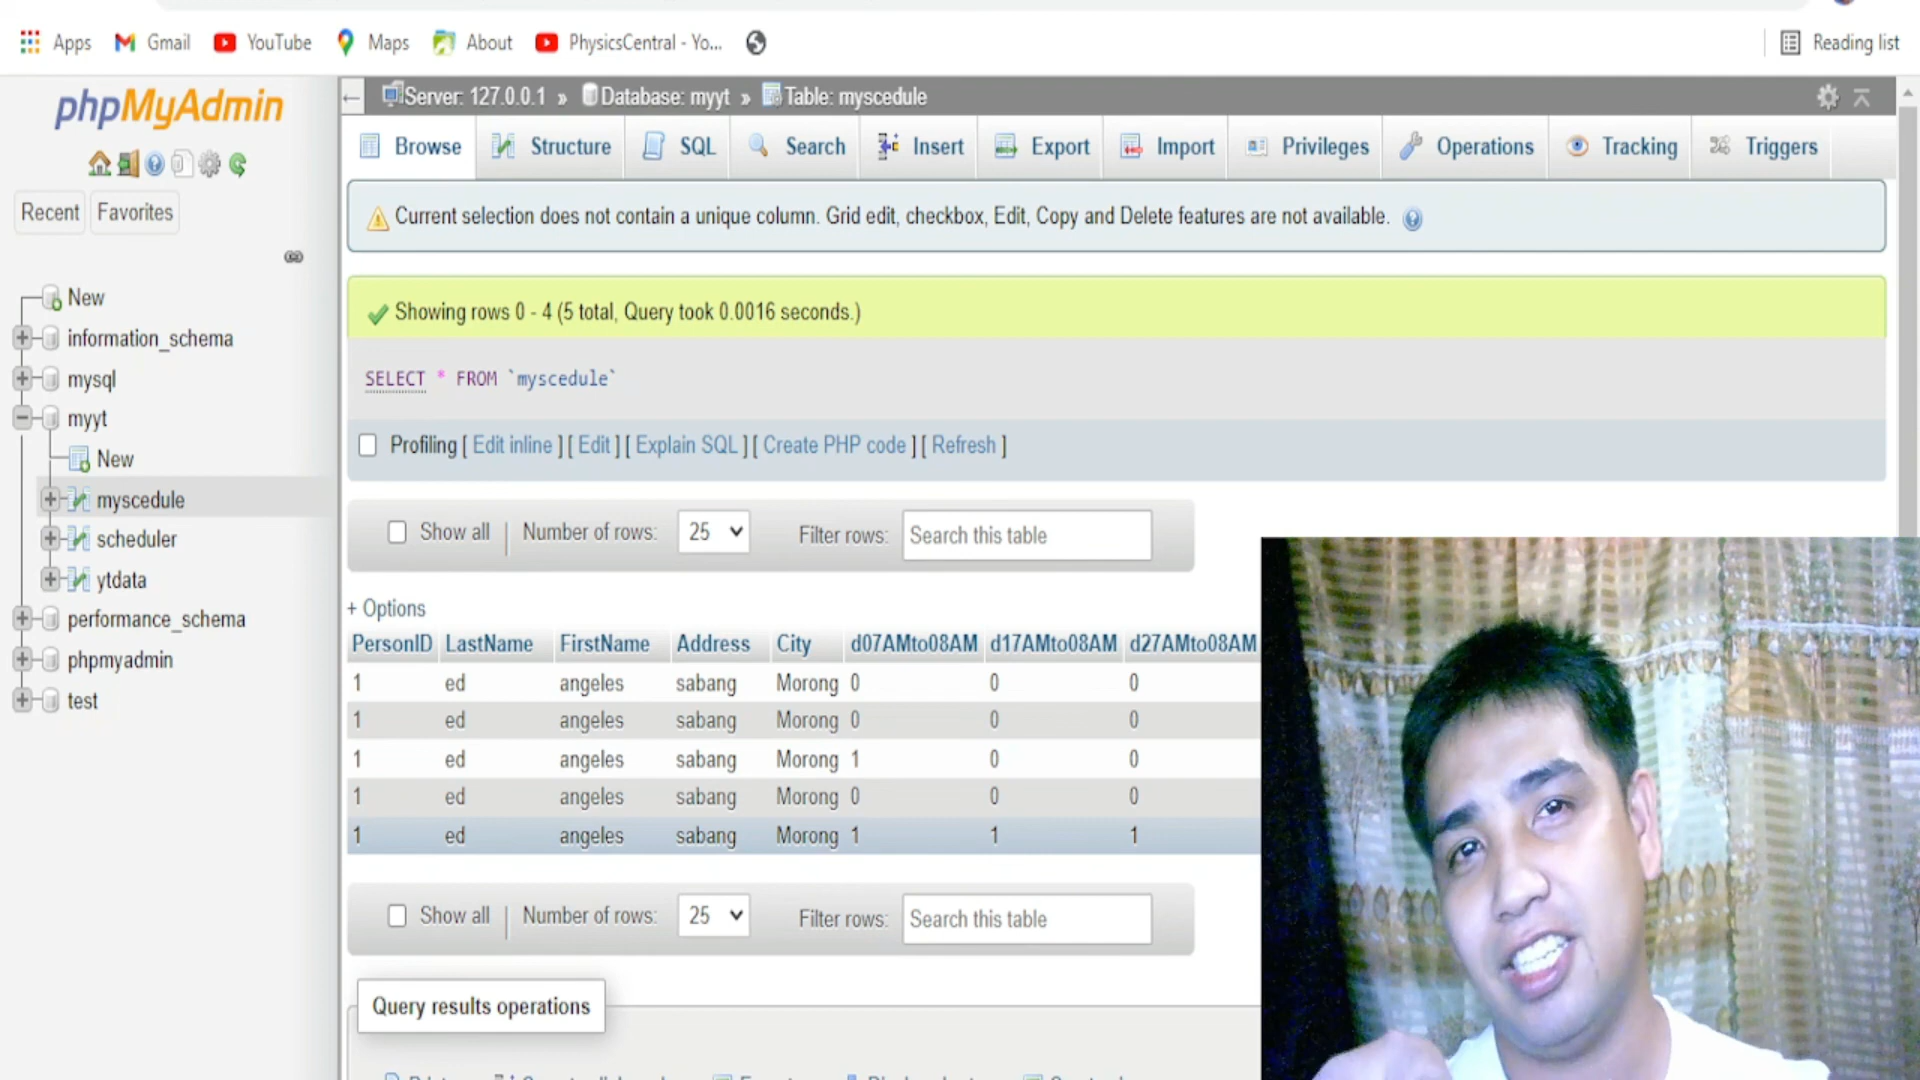 Apps Gmail YouTube Maps About PhysicsCentral - Yo... Reading list
phpMyAdmin
Server: 127.0.0.1 » Database: myyt » Table: myscedule
Browse Structure SQL Search Insert Export Import Privileges Operations Tracking Triggers
Recent Favorites
Current selection does not contain a unique column. Grid edit, checkbox, Edit, Copy and Delete features are not available.
New
information_schema
mysql
myyt
New
myscedule
scheduler
ytdata
performance_schema
phpmyadmin
test
Showing rows 0 - 4 (5 total, Query took 0.0016 seconds.)
SELECT * FROM `myscedule`
Profiling [ Edit inline ] [ Edit ] [ Explain SQL ] [ Create PHP code ] [ Refresh ]
Show all | Number of rows: 25 Filter rows: Search this table
+ Options
PersonID LastName FirstName Address City d07AMto08AM d17AMto08AM d27AMto08AM
1 ed angeles sabang Morong 0 0 0
1 ed angeles sabang Morong 0 0 0
1 ed angeles sabang Morong 1 0 0
1 ed angeles sabang Morong 0 0 0
1 ed angeles sabang Morong 1 1 1
Show all | Number of rows: 25 Filter rows: Search this table
Query results operations